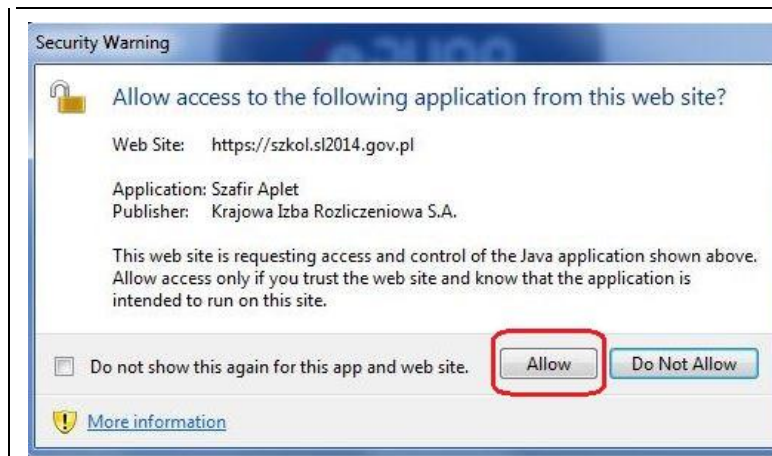 Security Warning
Allow access to the following application from this web site?
Web Site: https://szkol.sl2014.gov.pl
Application: Szafir Aplet
Publisher: Krajowa Izba Rozliczeniowa S.A.
This web site is requesting access and control of the Java application shown above.
Allow access only if you trust the web site and know that the application is
intended to run on this site.
Do not show this again for this app and web site.
Allow
Do Not Allow
More information